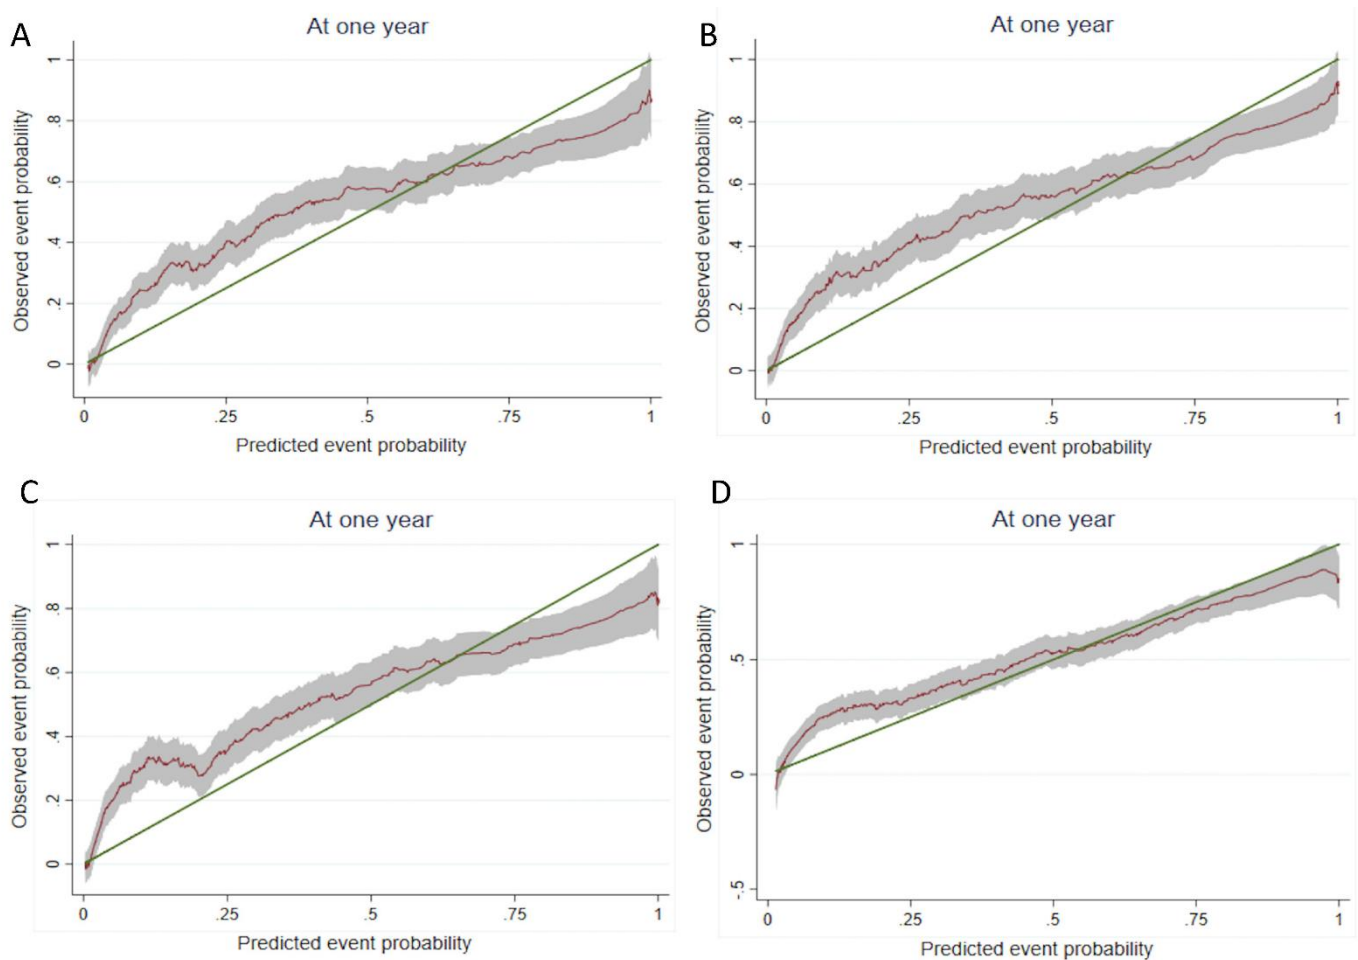 A
At one year
Observed event probability
1
.8
.6
.4
.2
0
0 .25 .5 .75 1
Predicted event probability
B
At one year
Observed event probability
1
.8
.6
.4
.2
0
0 .25 .5 .75 1
Predicted event probability
C
At one year
Observed event probability
1
.8
.6
.4
.2
0
0 .25 .5 .75 1
Predicted event probability
D
At one year
Observed event probability
1
.5
0
-.5
0 .25 .5 .75 1
Predicted event probability